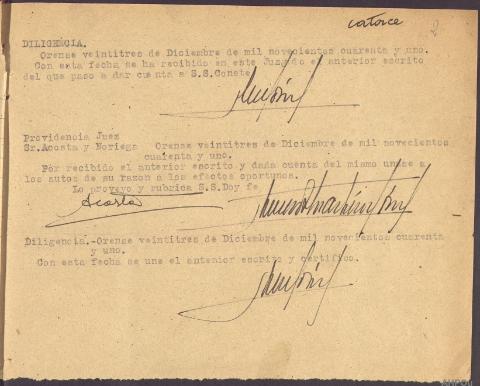 catorce
2
DILIGENCIA.
Orense veintitres de Diciembre de mil novecientos cuarenta y uno.
Con esta fecha se ha recibido en este Juzgado el anterior escrito
del que paso a dar cuenta a S.S.Conste.
Providencia Juez
Sr.Acosta y Noriega Orense veintitres de Diciembre de mil novecientos
cuarenta y uno.
Por recibido el anterior escrito y dada cuenta del mismo unase a
los autos de su razon a los efectos oportunos.
Lo proveyo y rubrica S.S.Doy fe
Acosta
Diligencia.-Orense veintitres de Diciembre de mil novecientos cuarenta
y uno.
Con esta fecha se une el anterior escrito y certifico.